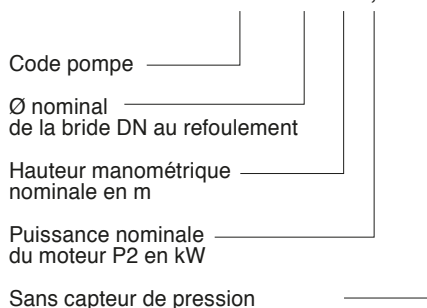 Code pompe
Ø nominal
de la bride DN au refoulement
Hauteur manométrique
nominale en m
Puissance nominale
du moteur P2 en kW
Sans capteur de pression